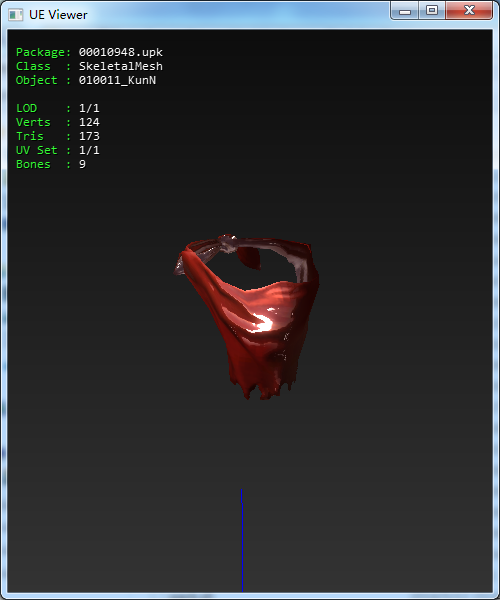 UE Viewer
Package: 00010948.upk
Class : SkeletalMesh
Object : 010011_KunN
LOD : 1/1
Verts : 124
Tris : 173
UV Set : 1/1
Bones : 9